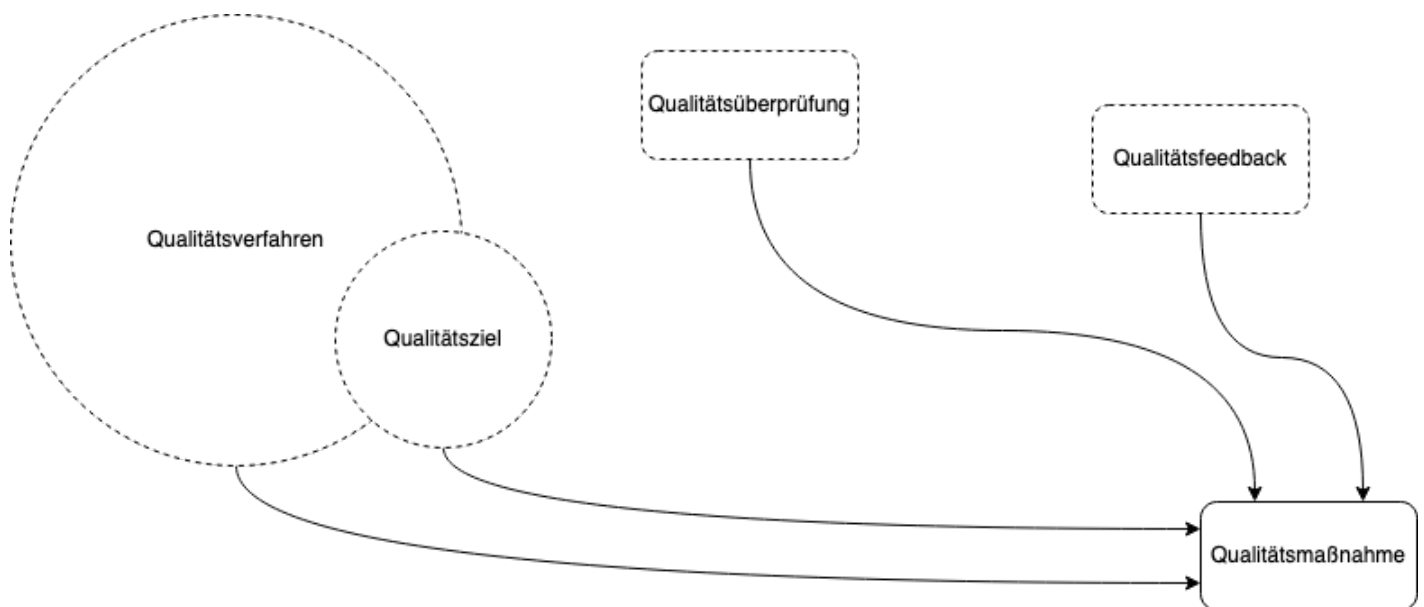 Qualitätsüberprüfung
Qualitätsfeedback
Qualitätsverfahren
Qualitätsziel
Qualitätsmaßnahme